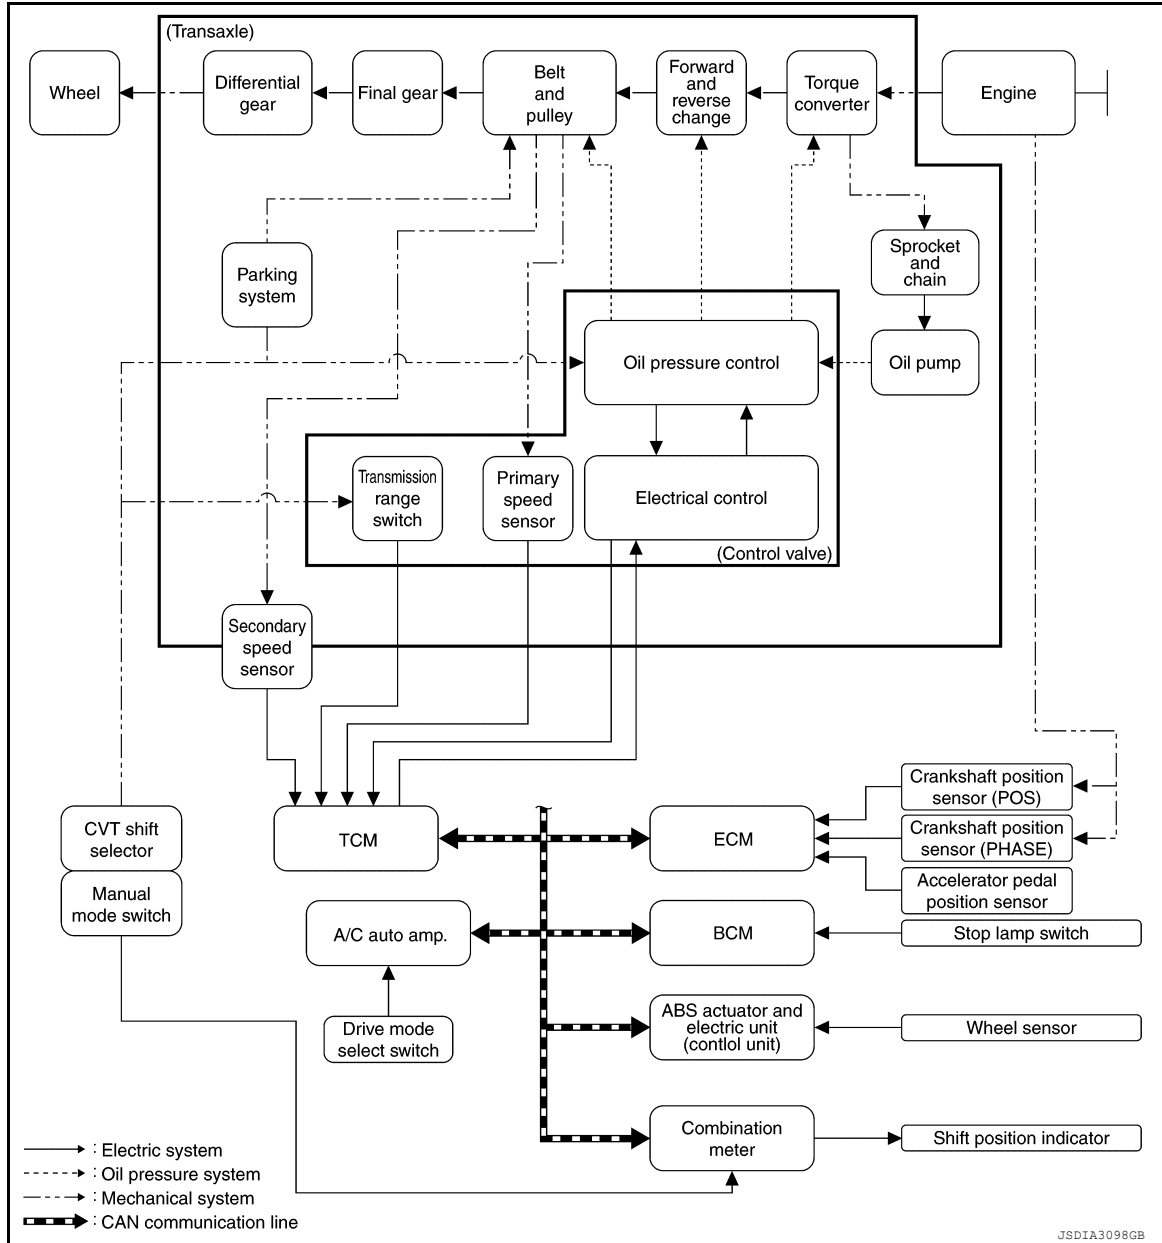 (Transaxle)
Wheel
Differential
gear
Final gear
Belt
and
pulley
Forward
and
reverse
change
Torque
converter
Engine
Parking
system
Sprocket
and
chain
Oil pressure control
Oil pump
Transmission
range
switch
Primary
speed
sensor
Electrical control
(Control valve)
Secondary
speed
sensor
CVT shift
selector
Manual
mode switch
TCM
ECM
Crankshaft position
sensor (POS)
Crankshaft position
sensor (PHASE)
Accelerator pedal
position sensor
A/C auto amp.
BCM
Stop lamp switch
Drive mode
select switch
ABS actuator and
electric unit
(contlol unit)
Wheel sensor
Combination
meter
Shift position indicator
: Electric system
: Oil pressure system
: Mechanical system
: CAN communication line
JSDIA3098GB